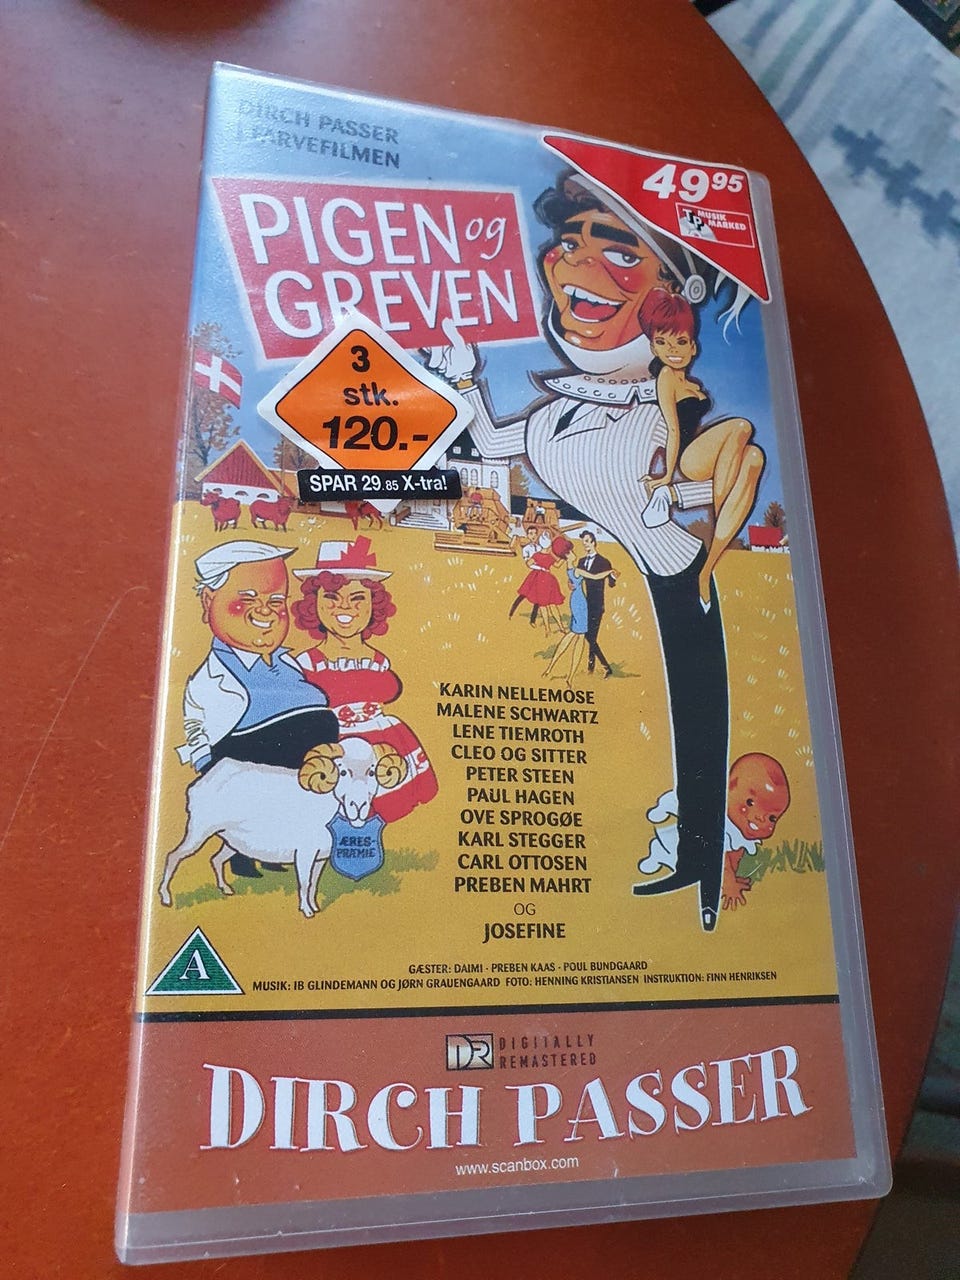 DIRCH PASSER
I FARVEFILMEN
49.95
TP MUSIK
MARKED
PIGEN og
GREVEN
3
stk.
120.-
SPAR 29.85 X-tra!
KARIN NELLEMOSE
MALENE SCHWARTZ
LENE TIEMROTH
CLEO OG SITTER
PETER STEEN
PAUL HAGEN
OVE SPROGØE
KARL STEGGER
CARL OTTOSEN
PREBEN MAHRT
OG
JOSEFINE
ÆRES-
PRÆMIE
A
GÆSTER: DAIMI - PREBEN KAAS - POUL BUNDGAARD
MUSIK: IB GLINDEMANN OG JØRN GRAUENGAARD FOTO: HENNING KRISTIANSEN INSTRUKTION: FINN HENRIKSEN
DR DIGITALLY
REMASTERED
DIRCH PASSER
www.scanbox.com